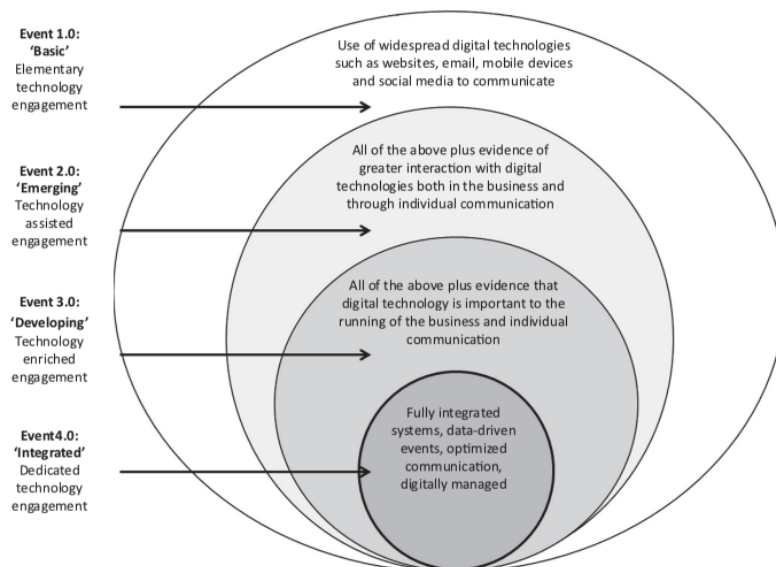 Event 1.0:
‘Basic’
Elementary
technology
engagement
Use of widespread digital technologies
such as websites, email, mobile devices
and social media to communicate
Event 2.0:
‘Emerging’
Technology
assisted
engagement
All of the above plus evidence of
greater interaction with digital
technologies both in the business and
through individual communication
Event 3.0:
‘Developing’
Technology
enriched
engagement
All of the above plus evidence that
digital technology is important to the
running of the business and individual
communication
Event4.0:
‘Integrated’
Dedicated
technology
engagement
Fully integrated
systems, data-driven
events, optimized
communication,
digitally managed